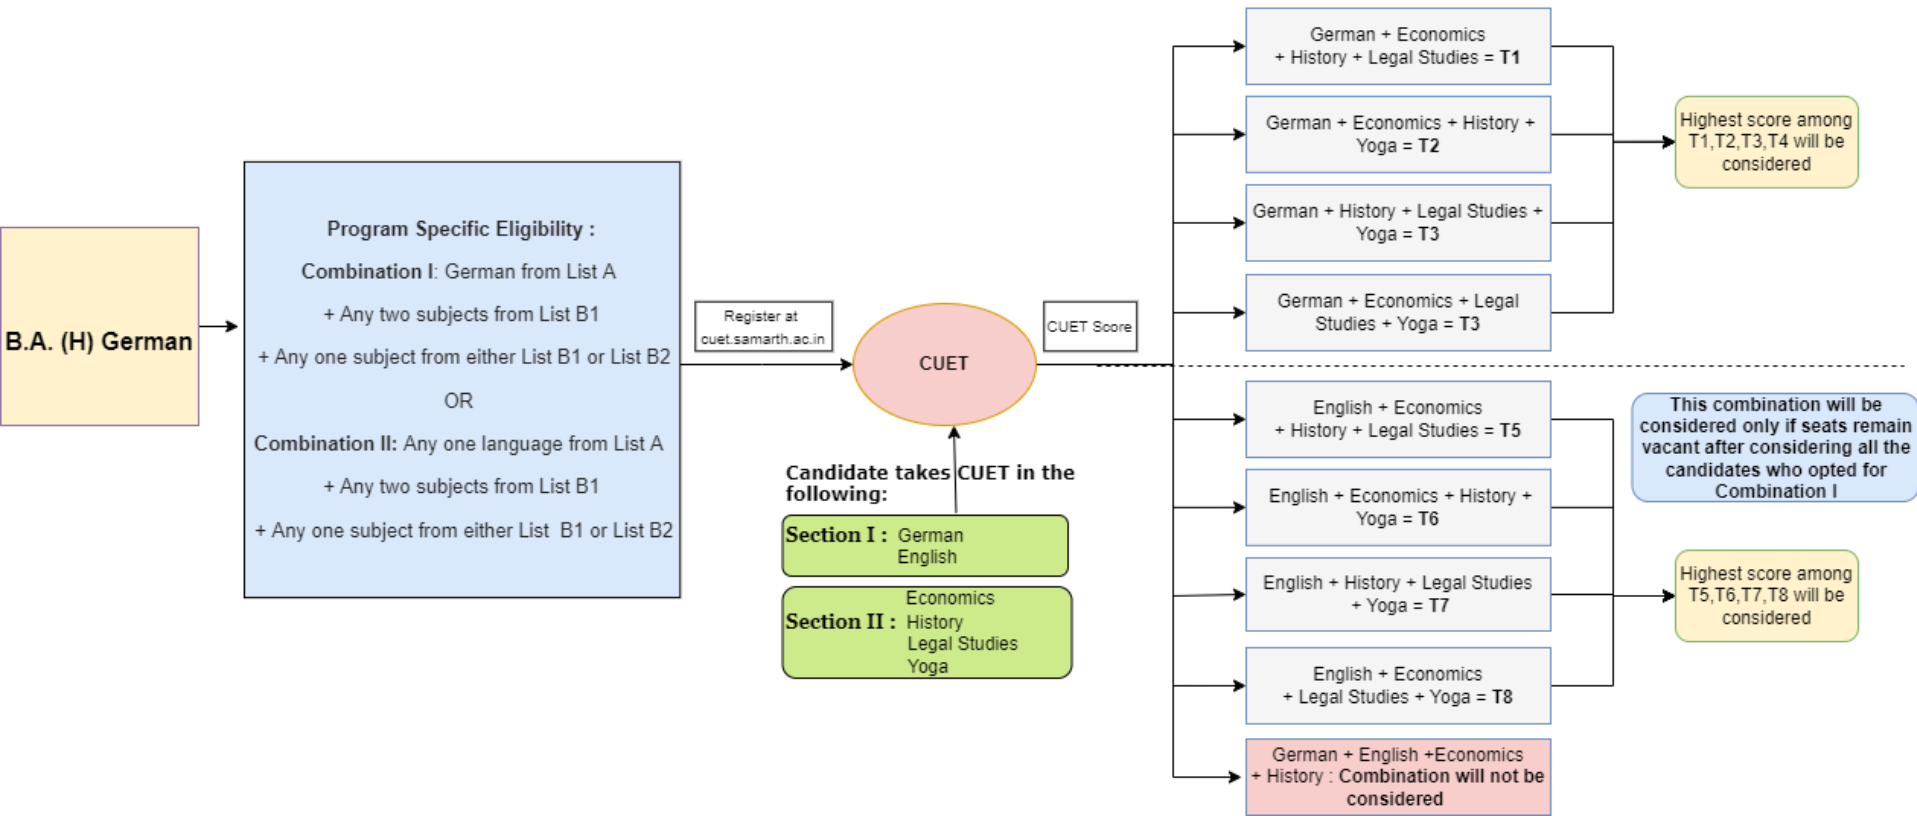 B.A. (H) German
Program Specific Eligibility :
Combination I: German from List A
+ Any two subjects from List B1
+ Any one subject from either List B1 or List B2
OR
Combination II: Any one language from List A
+ Any two subjects from List B1
+ Any one subject from either List  B1 or List B2
Register at
cuet.samarth.ac.in
CUET
CUET Score
Candidate takes CUET in the
following:
Section I : German
English
Economics
Section II : History
Legal Studies
Yoga
German + Economics
+ History + Legal Studies = T1
German + Economics + History +
Yoga = T2
German + History + Legal Studies +
Yoga = T3
German + Economics + Legal
Studies + Yoga = T3
Highest score among
T1,T2,T3,T4 will be
considered
English + Economics
+ History + Legal Studies = T5
English + Economics + History +
Yoga = T6
English + History + Legal Studies
+ Yoga = T7
English + Economics
+ Legal Studies + Yoga = T8
German + English +Economics
+ History : Combination will not be
considered
This combination will be
considered only if seats remain
vacant after considering all the
candidates who opted for
Combination I
Highest score among
T5,T6,T7,T8 will be
considered